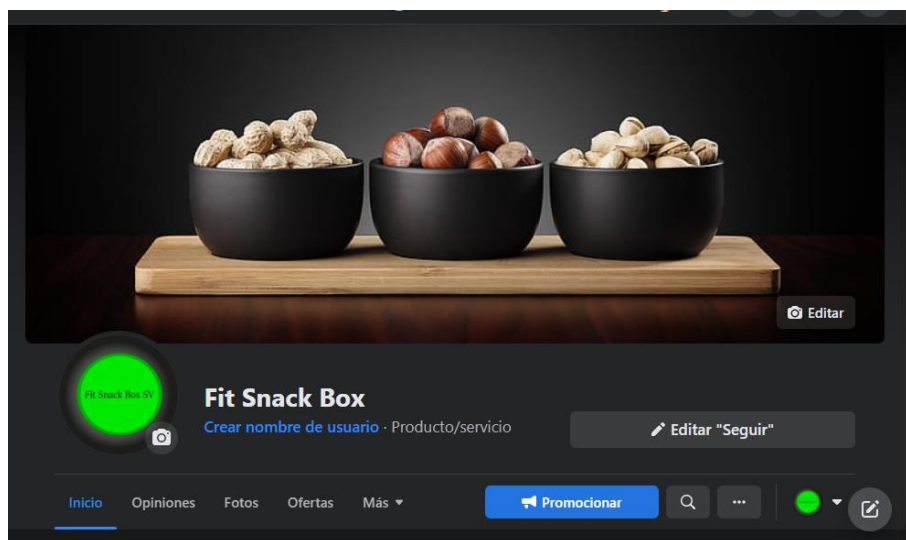 Editar
Fit Snack Box SV
Fit Snack Box
Crear nombre de usuario · Producto/servicio
Editar "Seguir"
Inicio Opiniones Fotos Ofertas Más
Promocionar